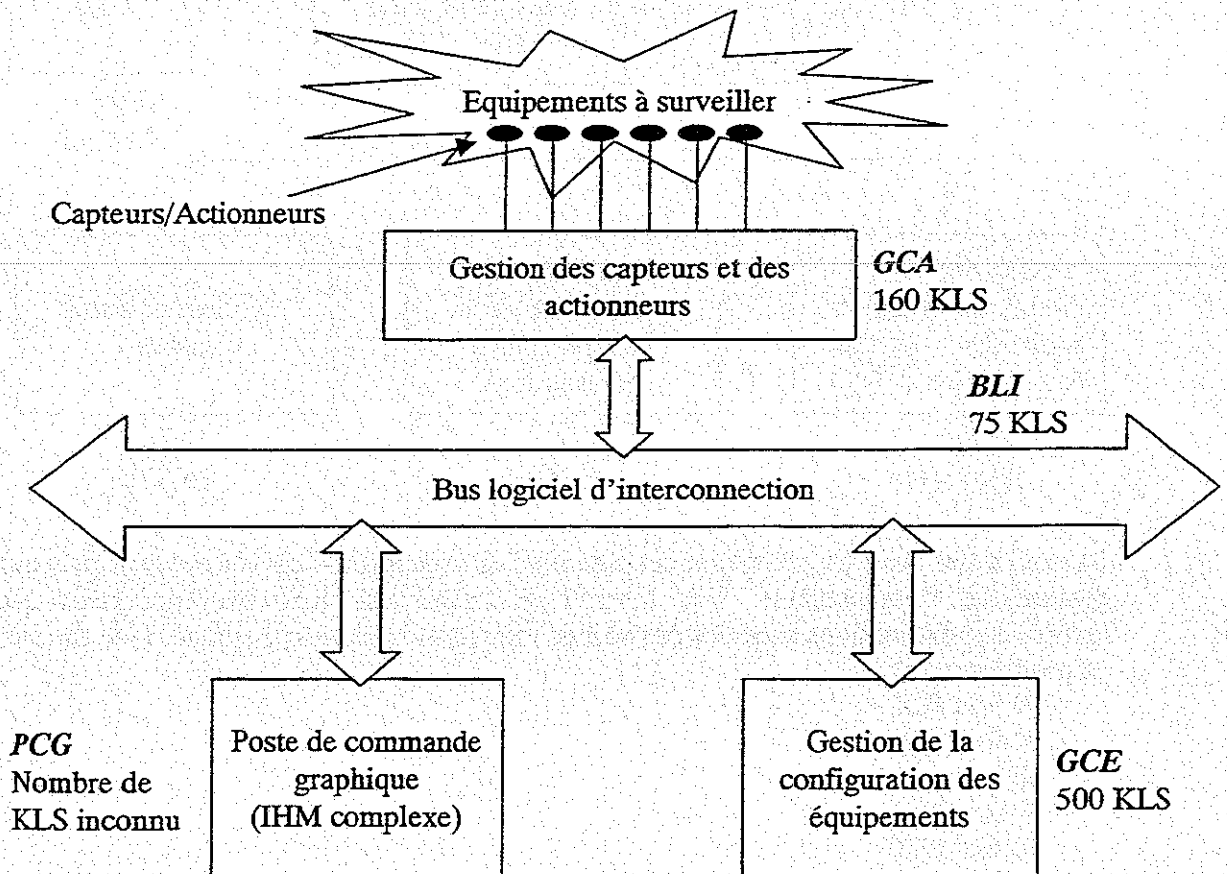 Equipements à surveiller
Capteurs/Actionneurs
Gestion des capteurs et des
actionneurs
GCA
160 KLS
BLI
75 KLS
Bus logiciel d'interconnection
PCG
Nombre de
KLS inconnu
Poste de commande
graphique
(IHM complexe)
Gestion de la
configuration des
équipements
GCE
500 KLS